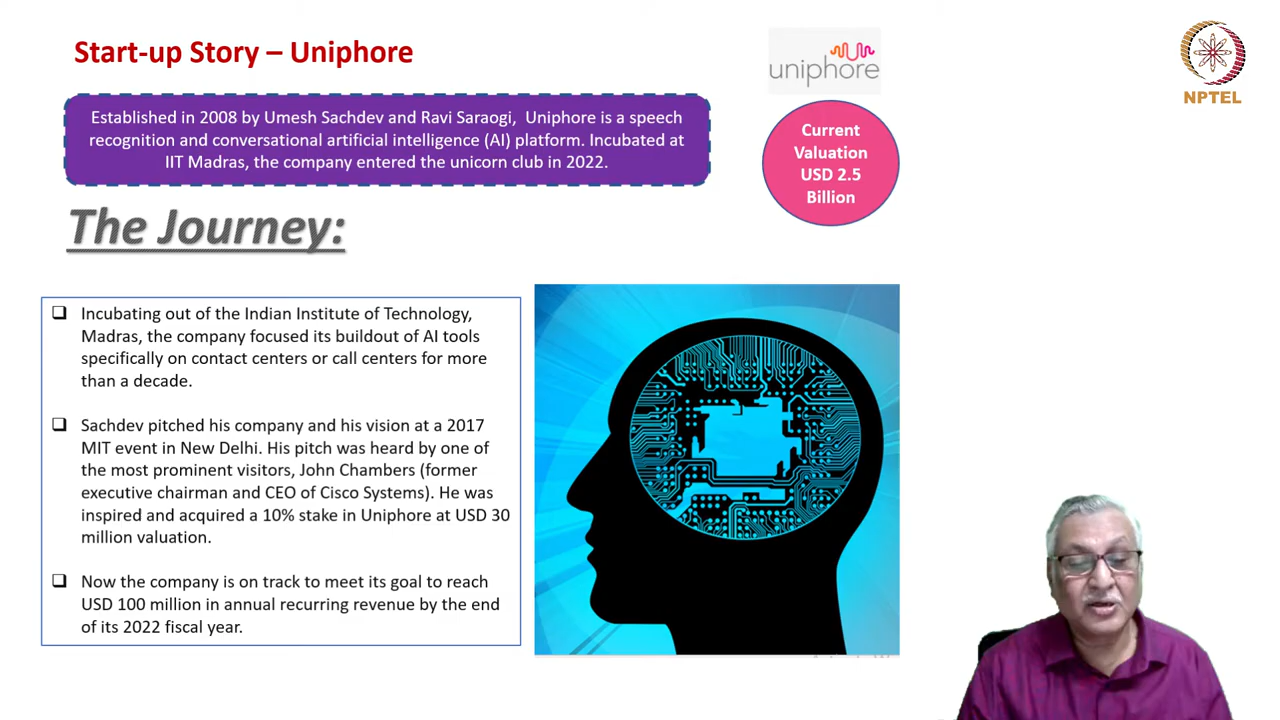 Start-up Story – Uniphore
uniphore
NPTEL
Established in 2008 by Umesh Sachdev and Ravi Saraogi, Uniphore is a speech
recognition and conversational artificial intelligence (AI) platform. Incubated at
IIT Madras, the company entered the unicorn club in 2022.
Current
Valuation
USD 2.5
Billion
The Journey:
Incubating out of the Indian Institute of Technology,
Madras, the company focused its buildout of AI tools
specifically on contact centers or call centers for more
than a decade.
Sachdev pitched his company and his vision at a 2017
MIT event in New Delhi. His pitch was heard by one of
the most prominent visitors, John Chambers (former
executive chairman and CEO of Cisco Systems). He was
inspired and acquired a 10% stake in Uniphore at USD 30
million valuation.
Now the company is on track to meet its goal to reach
USD 100 million in annual recurring revenue by the end
of its 2022 fiscal year.